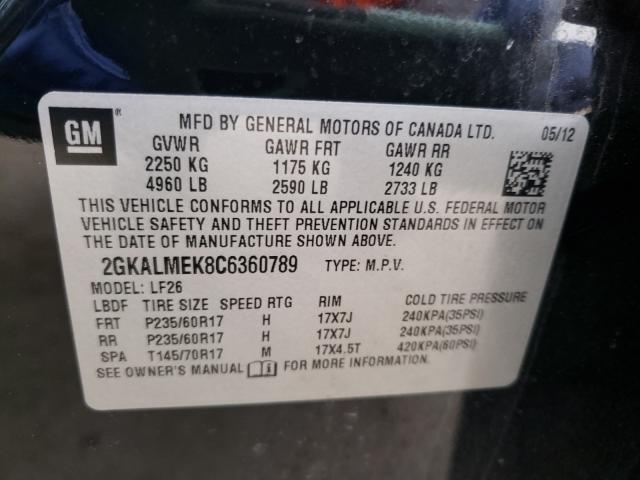 GM®
MFD BY GENERAL MOTORS OF CANADA LTD. 05/12
GVWR GAWR FRT GAWR RR
2250 KG 1175 KG 1240 KG
4960 LB 2590 LB 2733 LB
THIS VEHICLE CONFORMS TO ALL APPLICABLE U.S. FEDERAL MOTOR
VEHICLE SAFETY AND THEFT PREVENTION STANDARDS IN EFFECT ON
THE DATE OF MANUFACTURE SHOWN ABOVE.
2GKALMEK8C6360789 TYPE: M.P.V.
MODEL: LF26
LBDF TIRE SIZE SPEED RTG RIM COLD TIRE PRESSURE
FRT P235/60R17 H 17X7J 240KPA(35PSI)
RR P235/60R17 H 17X7J 240KPA(35PSI)
SPA T145/70R17 M 17X4.5T 420KPA(60PSI)
SEE OWNER'S MANUAL FOR MORE INFORMATION.